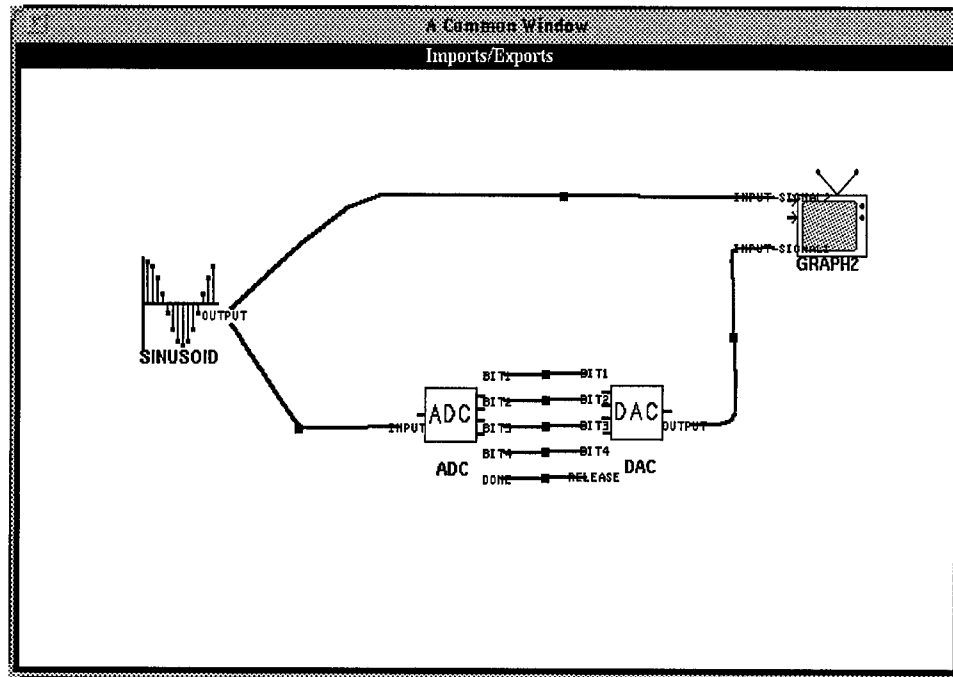 A Common Window
Imports/Exports
INPUT-SIGNAL2
INPUT-SIGNAL1
GRAPH2
OUTPUT
SINUSOID
BIT1 BIT1
BIT2 BIT2
ADC DAC
INPUT BIT3 BIT3 OUTPUT
BIT4 BIT4
ADC DAC
DONE RELEASE